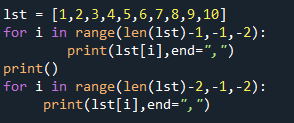 lst = [1,2,3,4,5,6,7,8,9,10]
for i in range(len(lst)-1,-1,-2):
        print(lst[i],end=",")
print()
for i in range(len(lst)-2,-1,-2):
     print(lst[i],end=",")